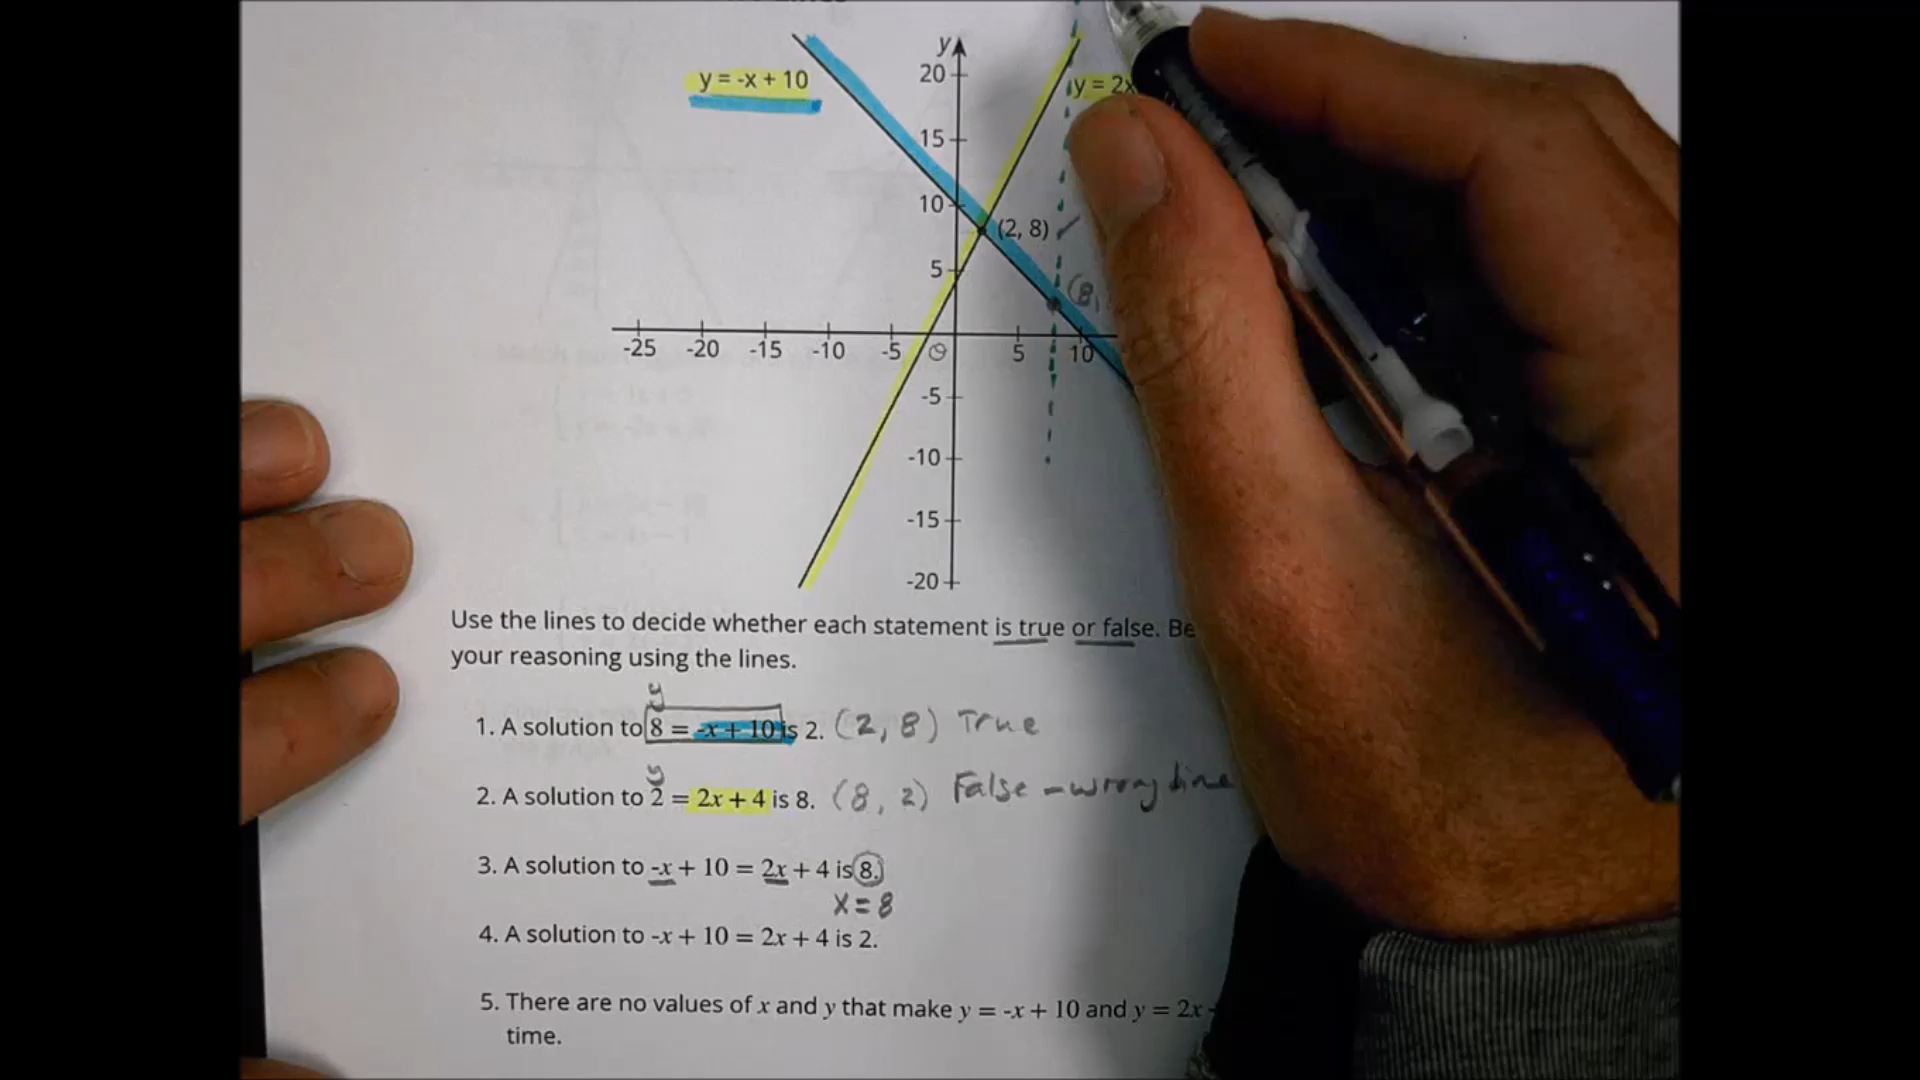 y
y = -x + 10
20
y = 2x
15
10
(2, 8)
5
(8,
-25 -20 -15 -10 -5 O 5 10
-5
-10
-15
-20
Use the lines to decide whether each statement is true or false. Be
your reasoning using the lines.
y
1. A solution to 8 = -x + 10 is 2. (2, 8) True
y
2. A solution to 2 = 2x + 4 is 8. (8, 2) False - wrong line
3. A solution to -x + 10 = 2x + 4 is 8.
x = 8
4. A solution to -x + 10 = 2x + 4 is 2.
5. There are no values of x and y that make y = -x + 10 and y = 2x
time.